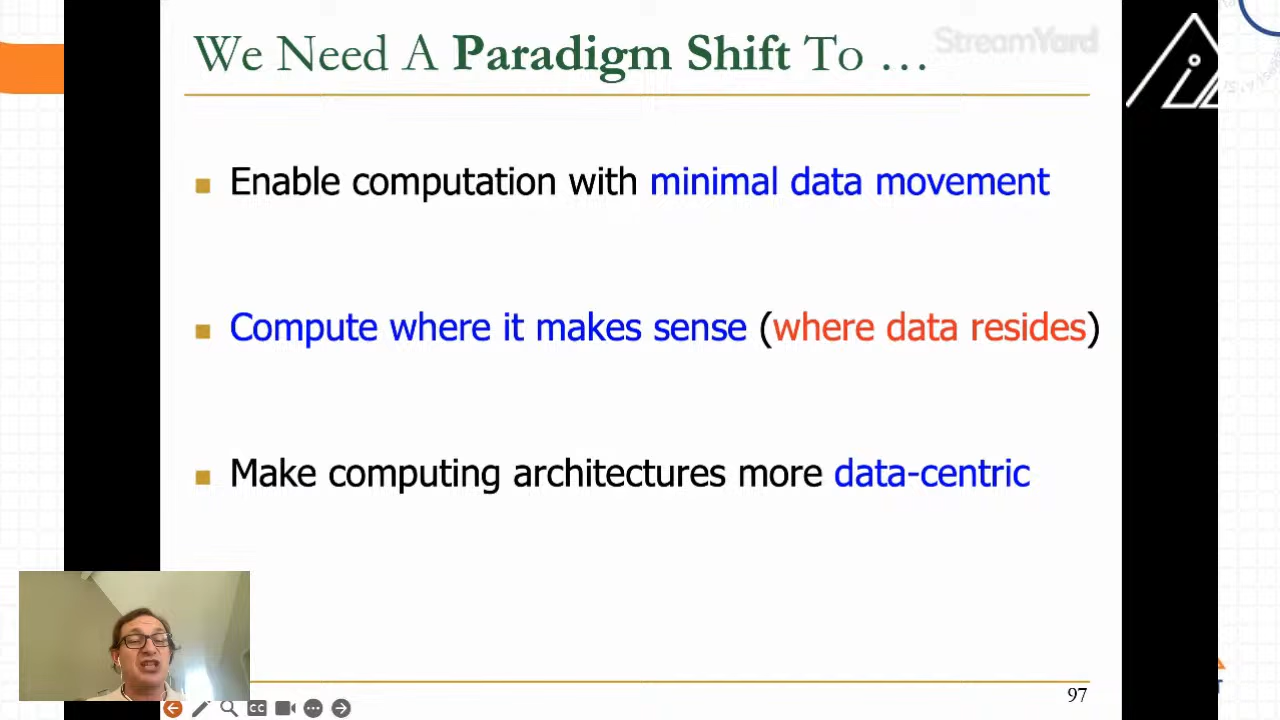 We Need A Paradigm Shift To …
StreamYard
Enable computation with minimal data movement
Compute where it makes sense (where data resides)
Make computing architectures more data-centric
97
CC